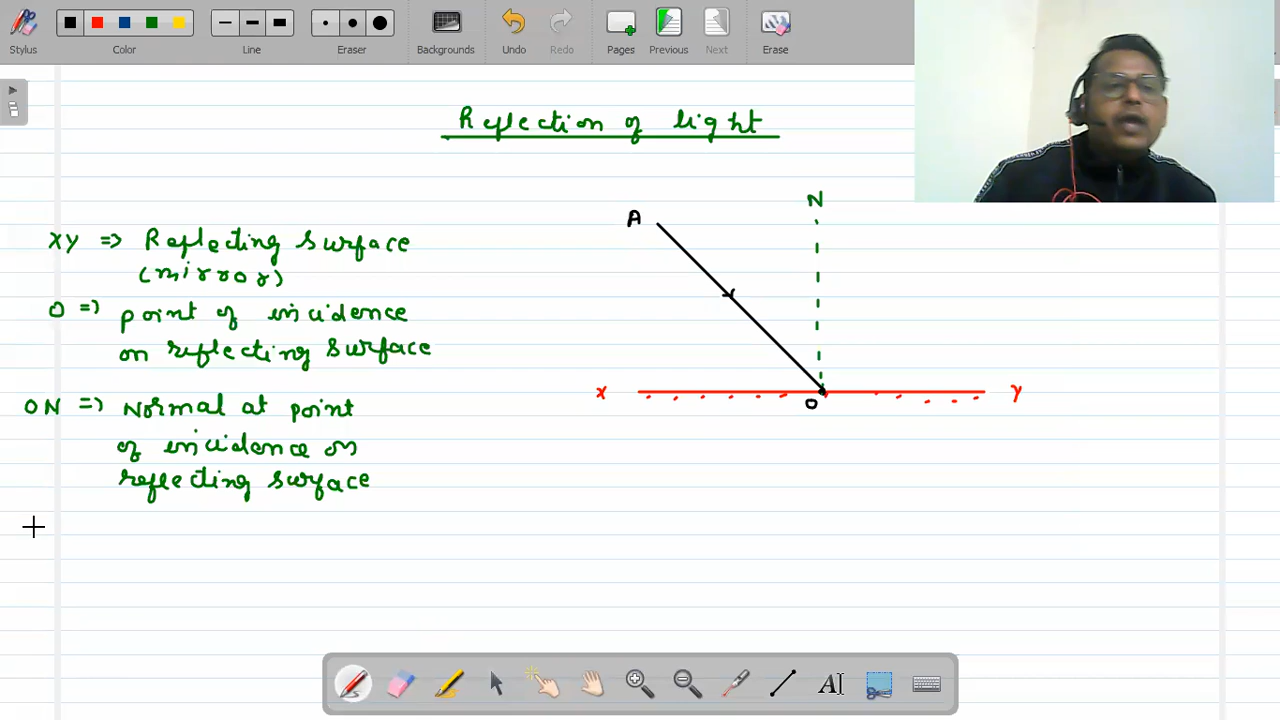 Stylus
Color
Line
Eraser
Backgrounds
Undo
Redo
Pages
Previous
Next
Erase
Reflection of light
XY => Reflecting surface
(mirror)
O => point of incidence
on reflecting surface
ON => Normal at point
of incidence on
reflecting surface
N
A
X
O
Y
AI